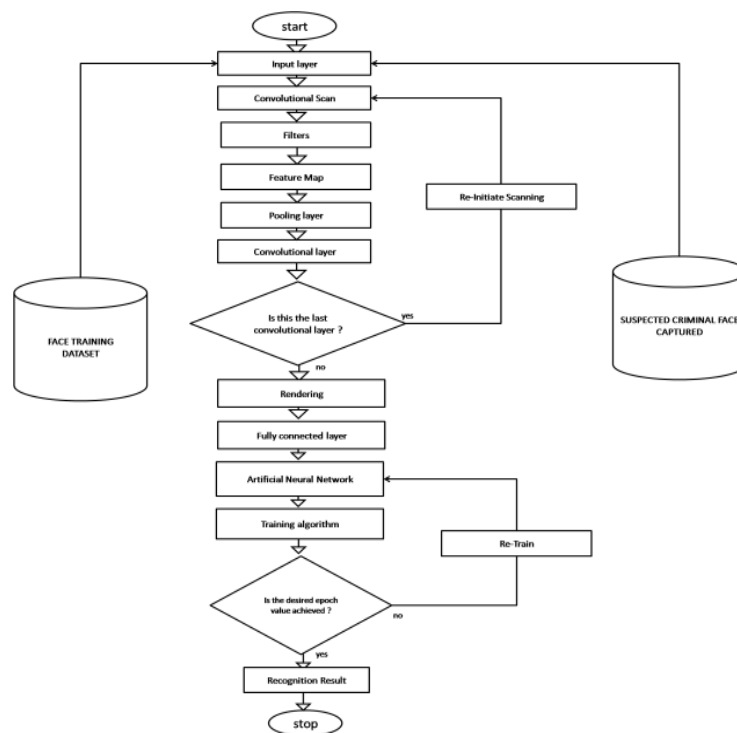 start
Input layer
Convolutional Scan
Filters
Feature Map
Re-Initiate Scanning
Pooling layer
Convolutional layer
Is this the last
convolutional layer ?
yes
no
FACE TRAINING
DATASET
SUSPECTED CRIMINAL FACE
CAPTURED
Rendering
Fully connected layer
Artificial Neural Network
Training algorithm
Re-Train
Is the desired epoch
value achieved ?
no
yes
Recognition Result
stop